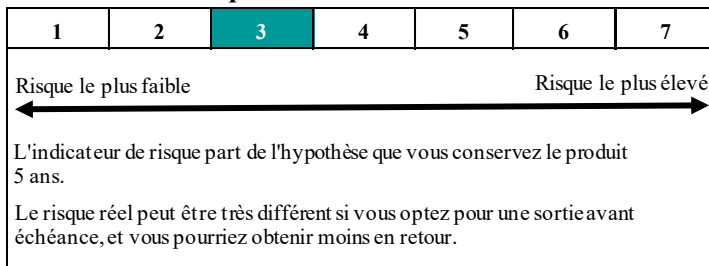 1 2 3 4 5 6 7
Risque le plus faible Risque le plus élevé
L'indicateur de risque part de l'hypothèse que vous conservez le produit
5 ans.
Le risque réel peut être très différent si vous optez pour une sortie avant
échéance, et vous pourriez obtenir moins en retour.